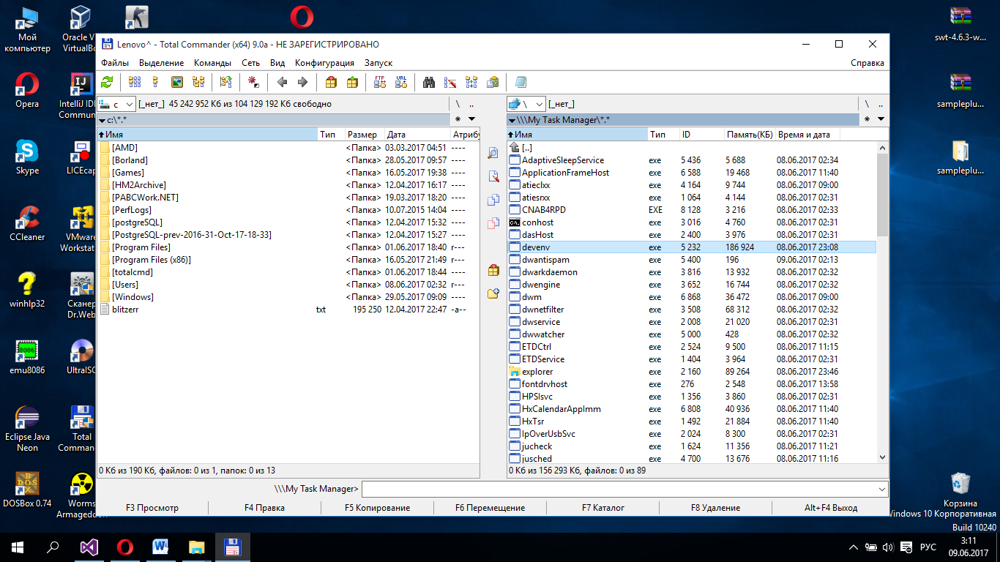 Мой компьютер
Oracle V
VirtualBo
Opera
IntelliJ IDE
Commun
Skype
LICEcap
CCleaner
VMware
Worksta
winhlp32
Сканер
Dr.Web
emu8086
UltraISO
Eclipse Java Neon
Total
Comman
DOSBox 0.74
Worms
Armageddon
swt-4.6.3-w...
sampleplu...
sampleplu...
Корзина
Windows 10 Корпоративная
Build 10240
Lenovo^ - Total Commander (x64) 9.0a - НЕ ЗАРЕГИСТРИРОВАНО
Файлы Выделение Команды Сеть Вид Конфигурация Запуск Справка
FTP URL
c [_нет_] 45 242 952 Кб из 104 129 192 Кб свободно \ ..
c:\*.* *
Имя Тип Размер Дата Атрибу
[AMD] <Папка> 03.03.2017 04:51 ----
[Borland] <Папка> 28.05.2017 09:57 ----
[Games] <Папка> 16.05.2017 19:38 ----
[HM2Archive] <Папка> 12.04.2017 16:17 ----
[PABCWork.NET] <Папка> 19.03.2017 18:20 ----
[PerfLogs] <Папка> 10.07.2015 14:04 ----
[postgreSQL] <Папка> 12.04.2017 15:32 ----
[PostgreSQL-prev-2016-31-Oct-17-18-33] <Папка> 12.04.2017 15:27 ----
[Program Files] <Папка> 01.06.2017 18:40 r---
[Program Files (x86)] <Папка> 16.05.2017 21:49 r---
[totalcmd] <Папка> 01.06.2017 18:44 ----
[Users] <Папка> 08.06.2017 02:32 r---
[Windows] <Папка> 29.05.2017 09:09 ----
blitzerr txt 195 250 12.04.2017 22:47 -a--
0 Кб из 190 Кб, файлов: 0 из 1, папок: 0 из 13
\ [_нет_] \ ..
\\\My Task Manager\*.* *
Имя Тип ID Память(КБ) Время и дата
[..]
AdaptiveSleepService exe 5 436 5 688 08.06.2017 02:34
ApplicationFrameHost exe 6 588 19 468 08.06.2017 11:40
atieclxx exe 4 164 9 744 08.06.2017 09:00
atiesrxx exe 1 064 4 144 08.06.2017 02:31
CNAB4RPD EXE 8 128 3 216 08.06.2017 02:33
conhost exe 3 016 4 760 08.06.2017 02:31
dasHost exe 2 400 3 976 08.06.2017 02:31
devenv exe 5 232 186 924 08.06.2017 23:08
dwantispam exe 5 400 196 09.06.2017 02:13
dwarkdaemon exe 3 816 13 932 08.06.2017 02:32
dwengine exe 3 652 16 744 08.06.2017 02:32
dwm exe 6 868 36 472 08.06.2017 09:00
dwnetfilter exe 3 508 68 312 08.06.2017 02:32
dwservice exe 2 008 21 020 08.06.2017 02:31
dwwatcher exe 5 000 428 08.06.2017 02:32
ETDCtrl exe 2 524 9 500 08.06.2017 11:15
ETDService exe 1 404 3 964 08.06.2017 02:31
explorer exe 2 160 89 264 08.06.2017 23:46
fontdrvhost exe 276 2 548 08.06.2017 13:58
HPSIsvc exe 1 356 3 860 08.06.2017 02:31
HxCalendarAppImm exe 6 808 40 936 08.06.2017 11:40
HxTsr exe 1 492 21 884 08.06.2017 11:40
IpOverUsbSvc exe 2 024 8 300 08.06.2017 02:31
jucheck exe 1 624 11 356 08.06.2017 11:21
jusched exe 4 700 13 676 08.06.2017 11:16
0 Кб из 156 293 Кб, файлов: 0 из 89
\\\My Task Manager>
F3 Просмотр F4 Правка F5 Копирование F6 Перемещение F7 Каталог F8 Удаление Alt+F4 Выход
РУС
3:11
09.06.2017